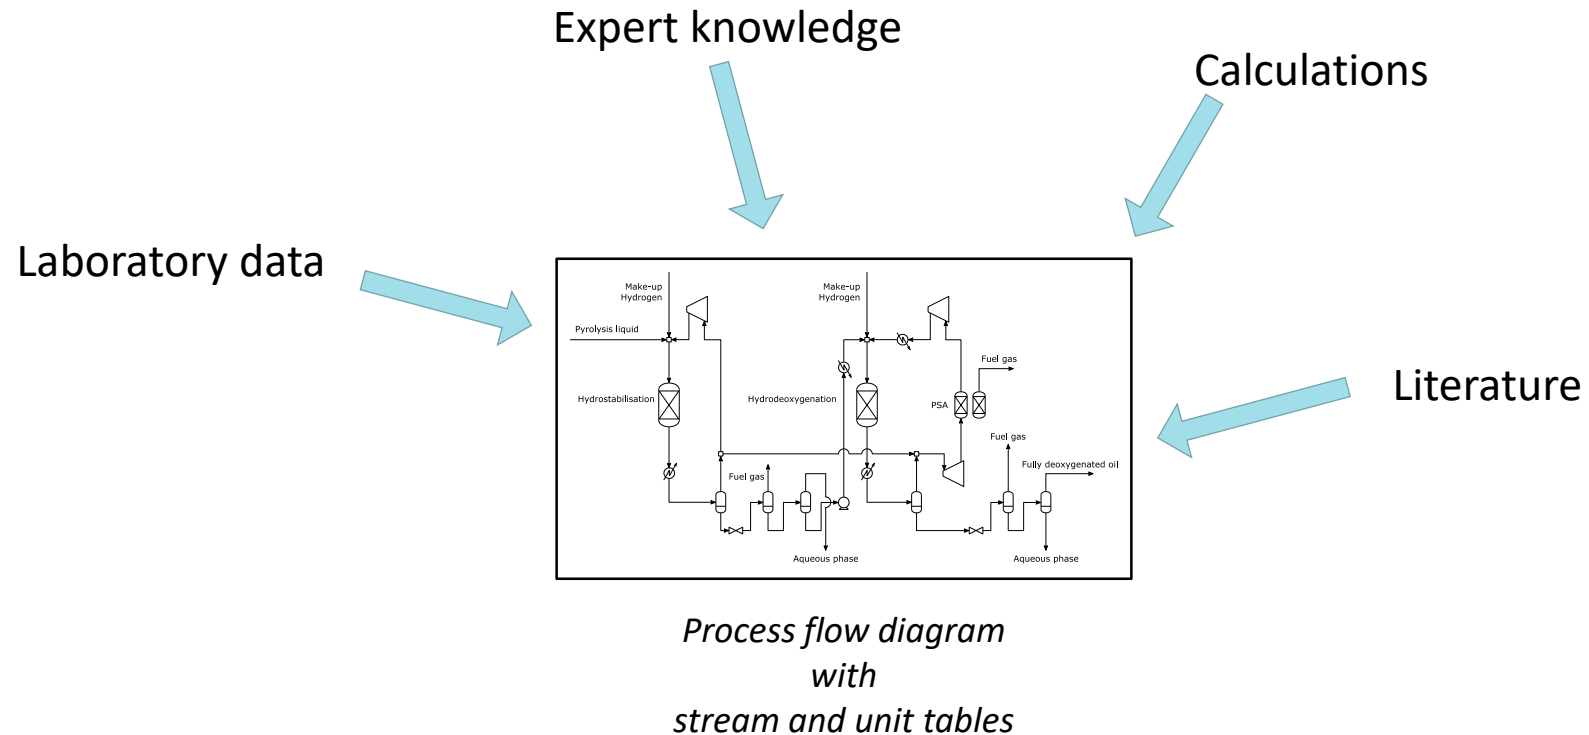 Expert knowledge
Calculations
Laboratory data
Literature
Make-up
Hydrogen
Make-up
Hydrogen
Pyrolysis liquid
Fuel gas
Hydrostabilisation
Hydrodeoxygenation
PSA
Fuel gas
Fuel gas
Fully deoxygenated oil
Aqueous phase
Aqueous phase
Process flow diagram
with
stream and unit tables